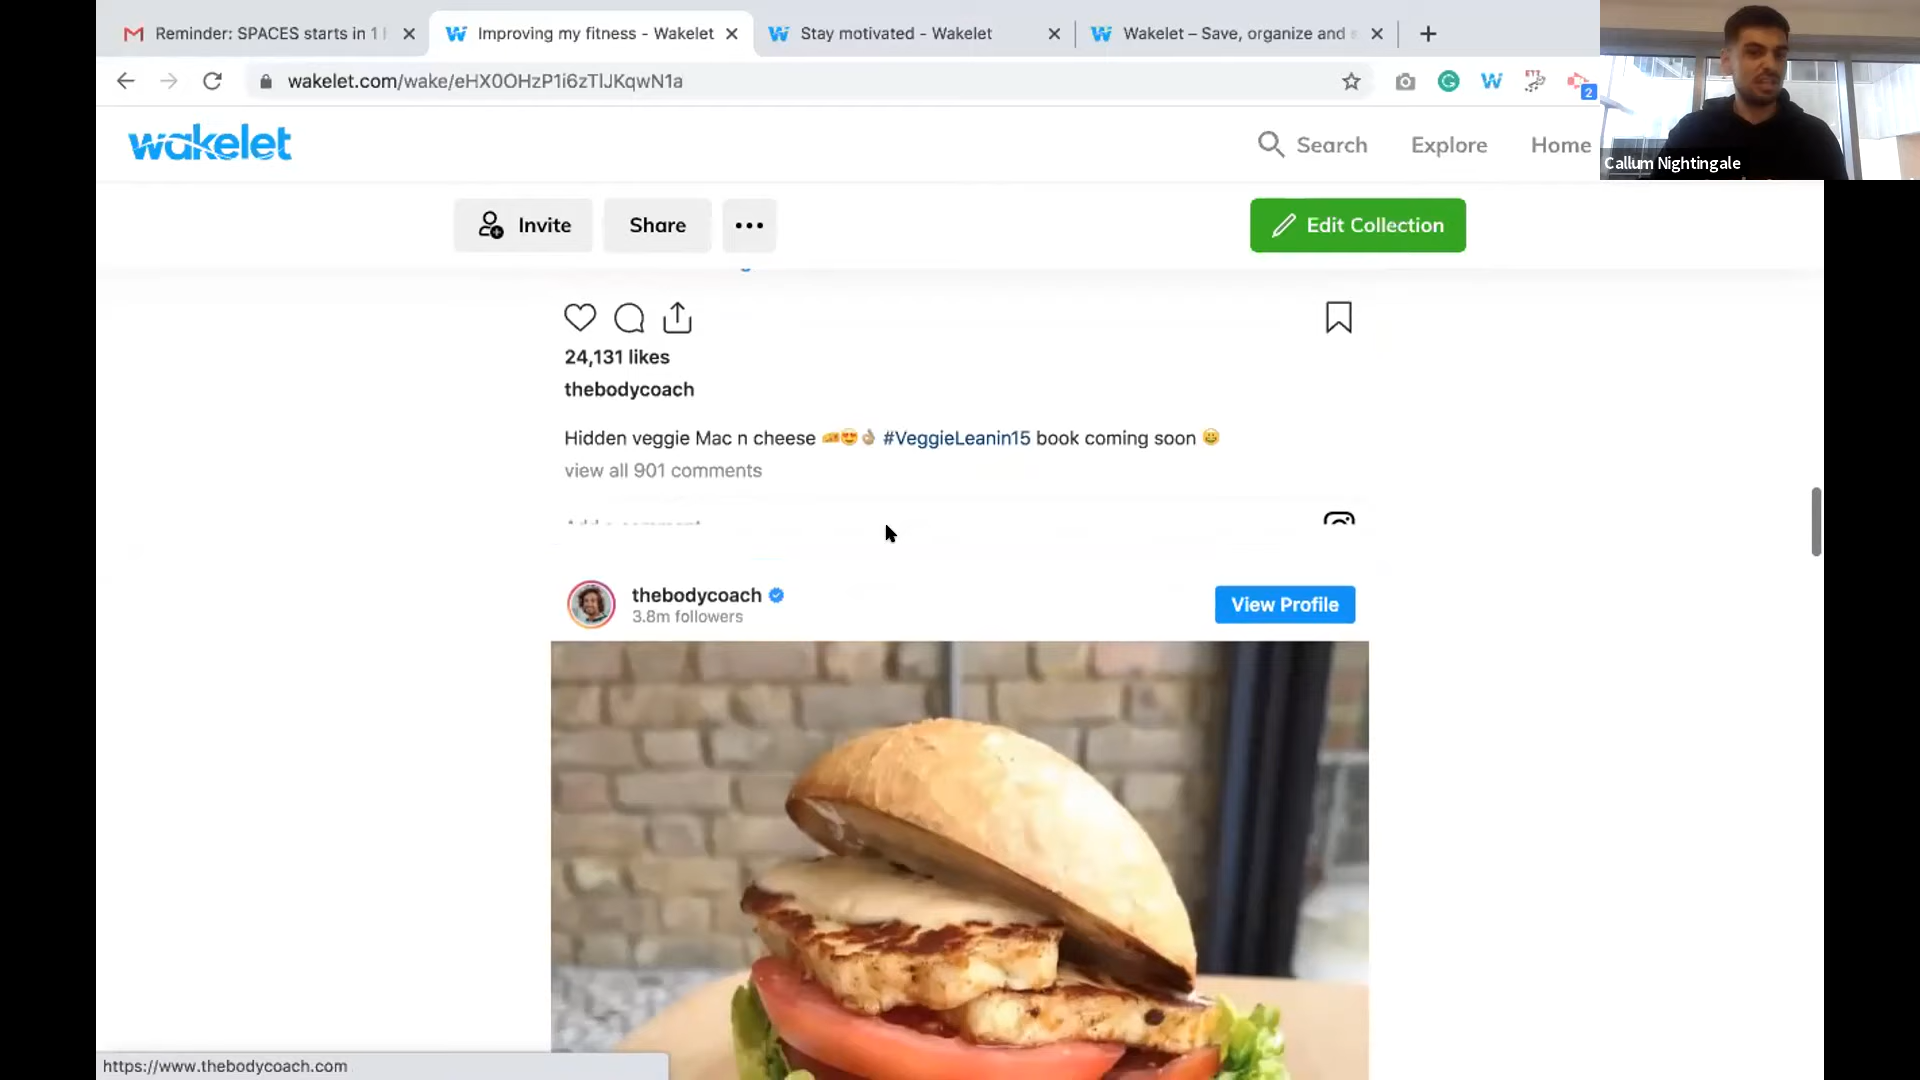 Reminder: SPACES starts in 1
Improving my fitness - Wakelet
Stay motivated - Wakelet
Wakelet – Save, organize and
wakelet.com/wake/eHX0OHzP1i6zTlJKqwN1a
2
wakelet
Search
Explore
Home
Callum Nightingale
Invite
Share
Edit Collection
24,131 likes
thebodycoach
Hidden veggie Mac n cheese 🧀😍👌🏼 #VeggieLeanin15 book coming soon 😀
view all 901 comments
thebodycoach
3.8m followers
View Profile
https://www.thebodycoach.com